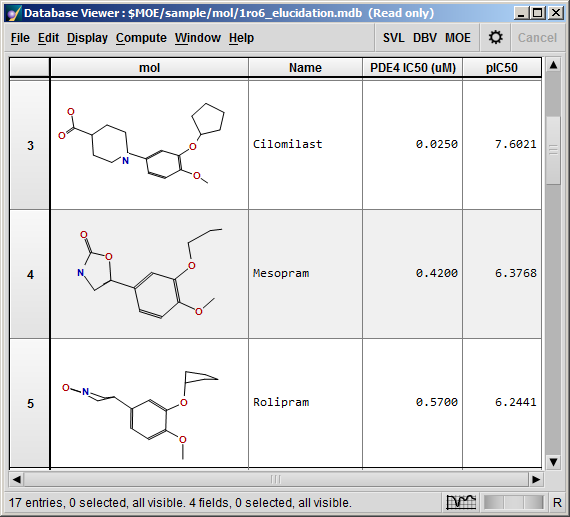 Database Viewer : $MOE/sample/mol/1ro6_elucidation.mdb (Read only)
File Edit Display Compute Window Help SVL DBV MOE Cancel
mol Name PDE4 IC50 (uM) pIC50
3 Cilomilast 0.0250 7.6021
O
O
N
O
O
4 Mesopram 0.4200 6.3768
O
O
N
O
O
5 Rolipram 0.5700 6.2441
O
N
O
O
17 entries, 0 selected, all visible. 4 fields, 0 selected, all visible. R